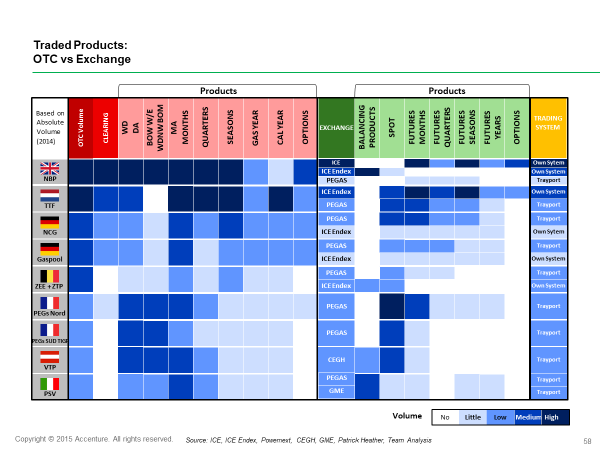 Traded Products:
OTC vs Exchange
Products
Products
Based on
Absolute
Volume
(2014)
OTC Volume
CLEARING
WD
DA
BOW W/E
WDNW BOM
MA
MONTHS
QUARTERS
SEASONS
GAS YEAR
CAL YEAR
OPTIONS
EXCHANGE
BALANCING
PRODUCTS
SPOT
FUTURES
MONTHS
FUTURES
QUARTERS
FUTURES
SEASONS
FUTURES
YEARS
OPTIONS
TRADING
SYSTEM
NBP
ICE
Own Sytem
ICE Endex
Own System
PEGAS
Trayport
TTF
ICE Endex
Own System
PEGAS
Trayport
NCG
PEGAS
Trayport
ICE Endex
Own Sytem
Gaspool
PEGAS
Trayport
ICE Endex
Own System
ZEE + ZTP
PEGAS
Trayport
ICE Endex
Own System
PEGs Nord
PEGAS
Trayport
PEGs SUD TIGF
PEGAS
Trayport
VTP
CEGH
Trayport
PSV
PEGAS
Trayport
GME
Trayport
Volume
No
Little
Low
Medium
High
Copyright © 2015 Accenture. All rights reserved.
Source: ICE, ICE Endex, Powernext, CEGH, GME, Patrick Heather, Team Analysis
58